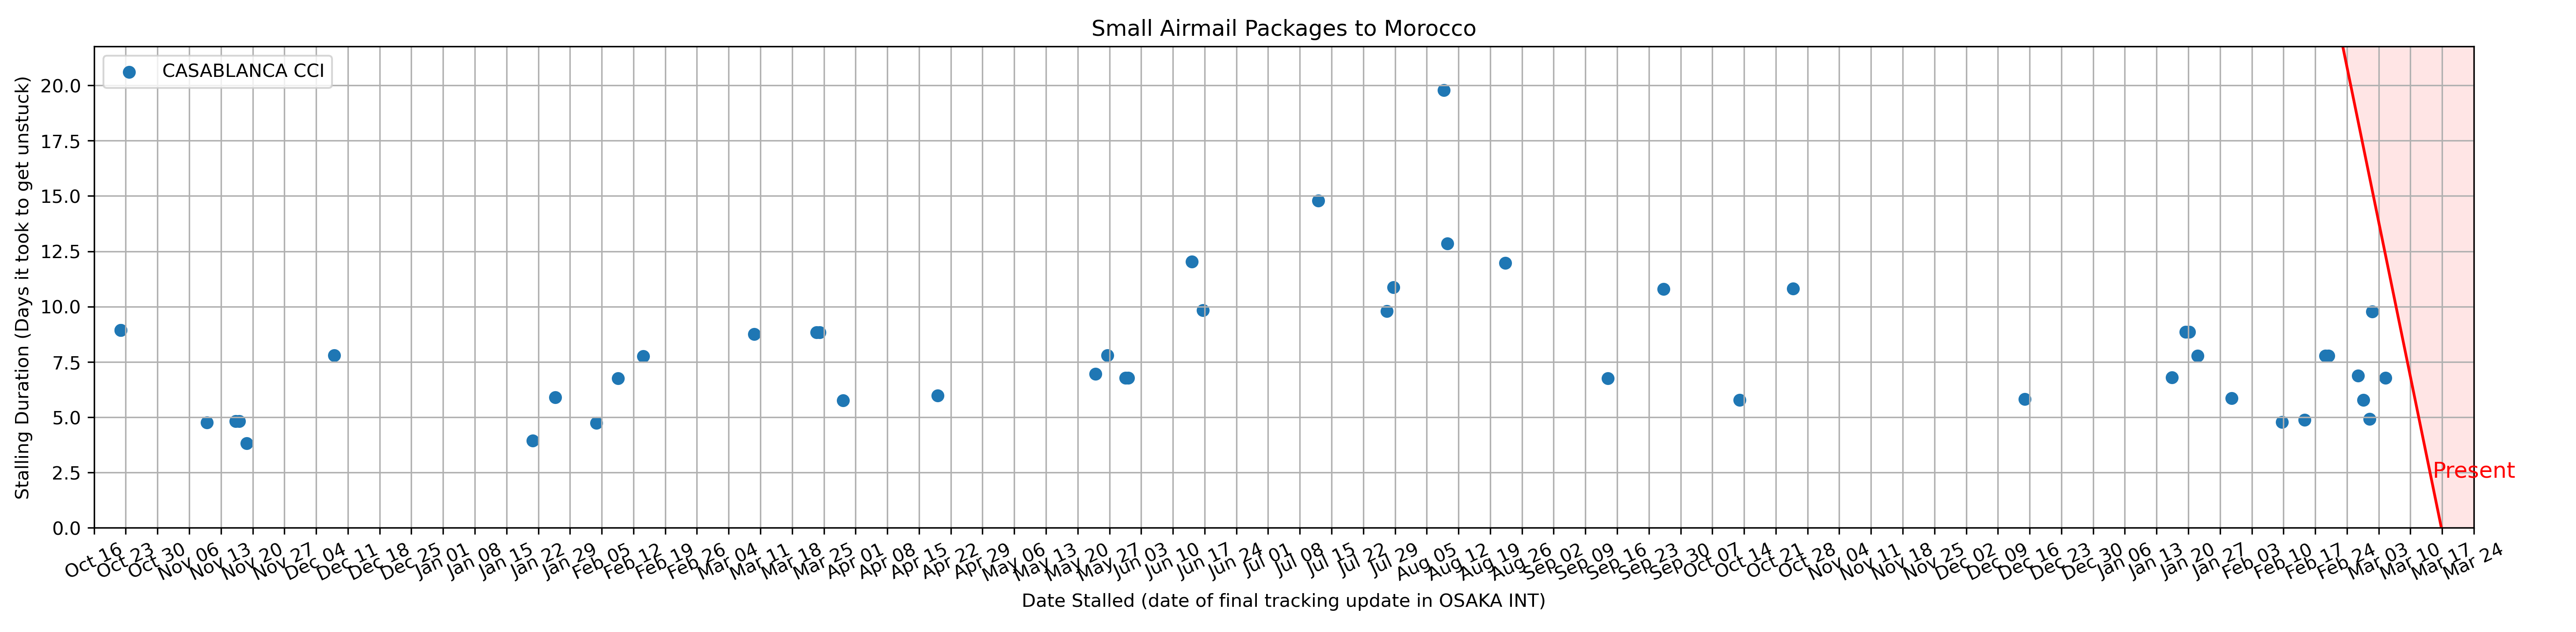 Small Airmail Packages to Morocco
CASABLANCA CCI
Stalling Duration (Days it took to get unstuck)
20.0
17.5
15.0
12.5
10.0
7.5
5.0
2.5
0.0
Present
Oct 16 Oct 23 Oct 30 Nov 06 Nov 13 Nov 20 Nov 27 Dec 04 Dec 11 Dec 18 Dec 25 Jan 01 Jan 08 Jan 15 Jan 22 Jan 29 Feb 05 Feb 12 Feb 19 Feb 26 Mar 04 Mar 11 Mar 18 Mar 25 Apr 01 Apr 08 Apr 15 Apr 22 Apr 29 May 06 May 13 May 20 May 27 Jun 03 Jun 10 Jun 17 Jun 24 Jul 01 Jul 08 Jul 15 Jul 22 Jul 29 Aug 05 Aug 12 Aug 19 Aug 26 Sep 02 Sep 09 Sep 16 Sep 23 Sep 30 Oct 07 Oct 14 Oct 21 Oct 28 Nov 04 Nov 11 Nov 18 Nov 25 Dec 02 Dec 09 Dec 16 Dec 23 Dec 30 Jan 06 Jan 13 Jan 20 Jan 27 Feb 03 Feb 10 Feb 17 Feb 24 Mar 03 Mar 10 Mar 17 Mar 24
Date Stalled (date of final tracking update in OSAKA INT)